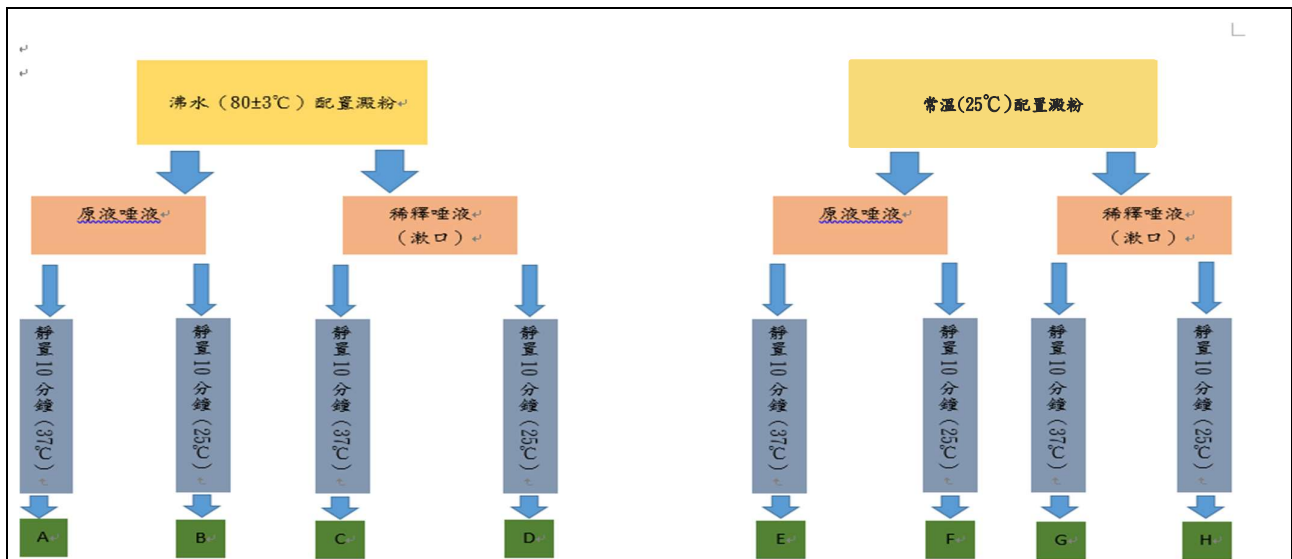 沸水（80±3℃）配置澱粉
常溫(25℃)配置澱粉
原液唾液
稀釋唾液
（漱口）
原液唾液
稀釋唾液
（漱口）
靜置10分鐘(37℃)
靜置10分鐘(25℃)
靜置10分鐘(37℃)
靜置10分鐘(25℃)
靜置10分鐘(37℃)
靜置10分鐘(25℃)
靜置10分鐘(37℃)
靜置10分鐘(25℃)
A
B
C
D
E
F
G
H